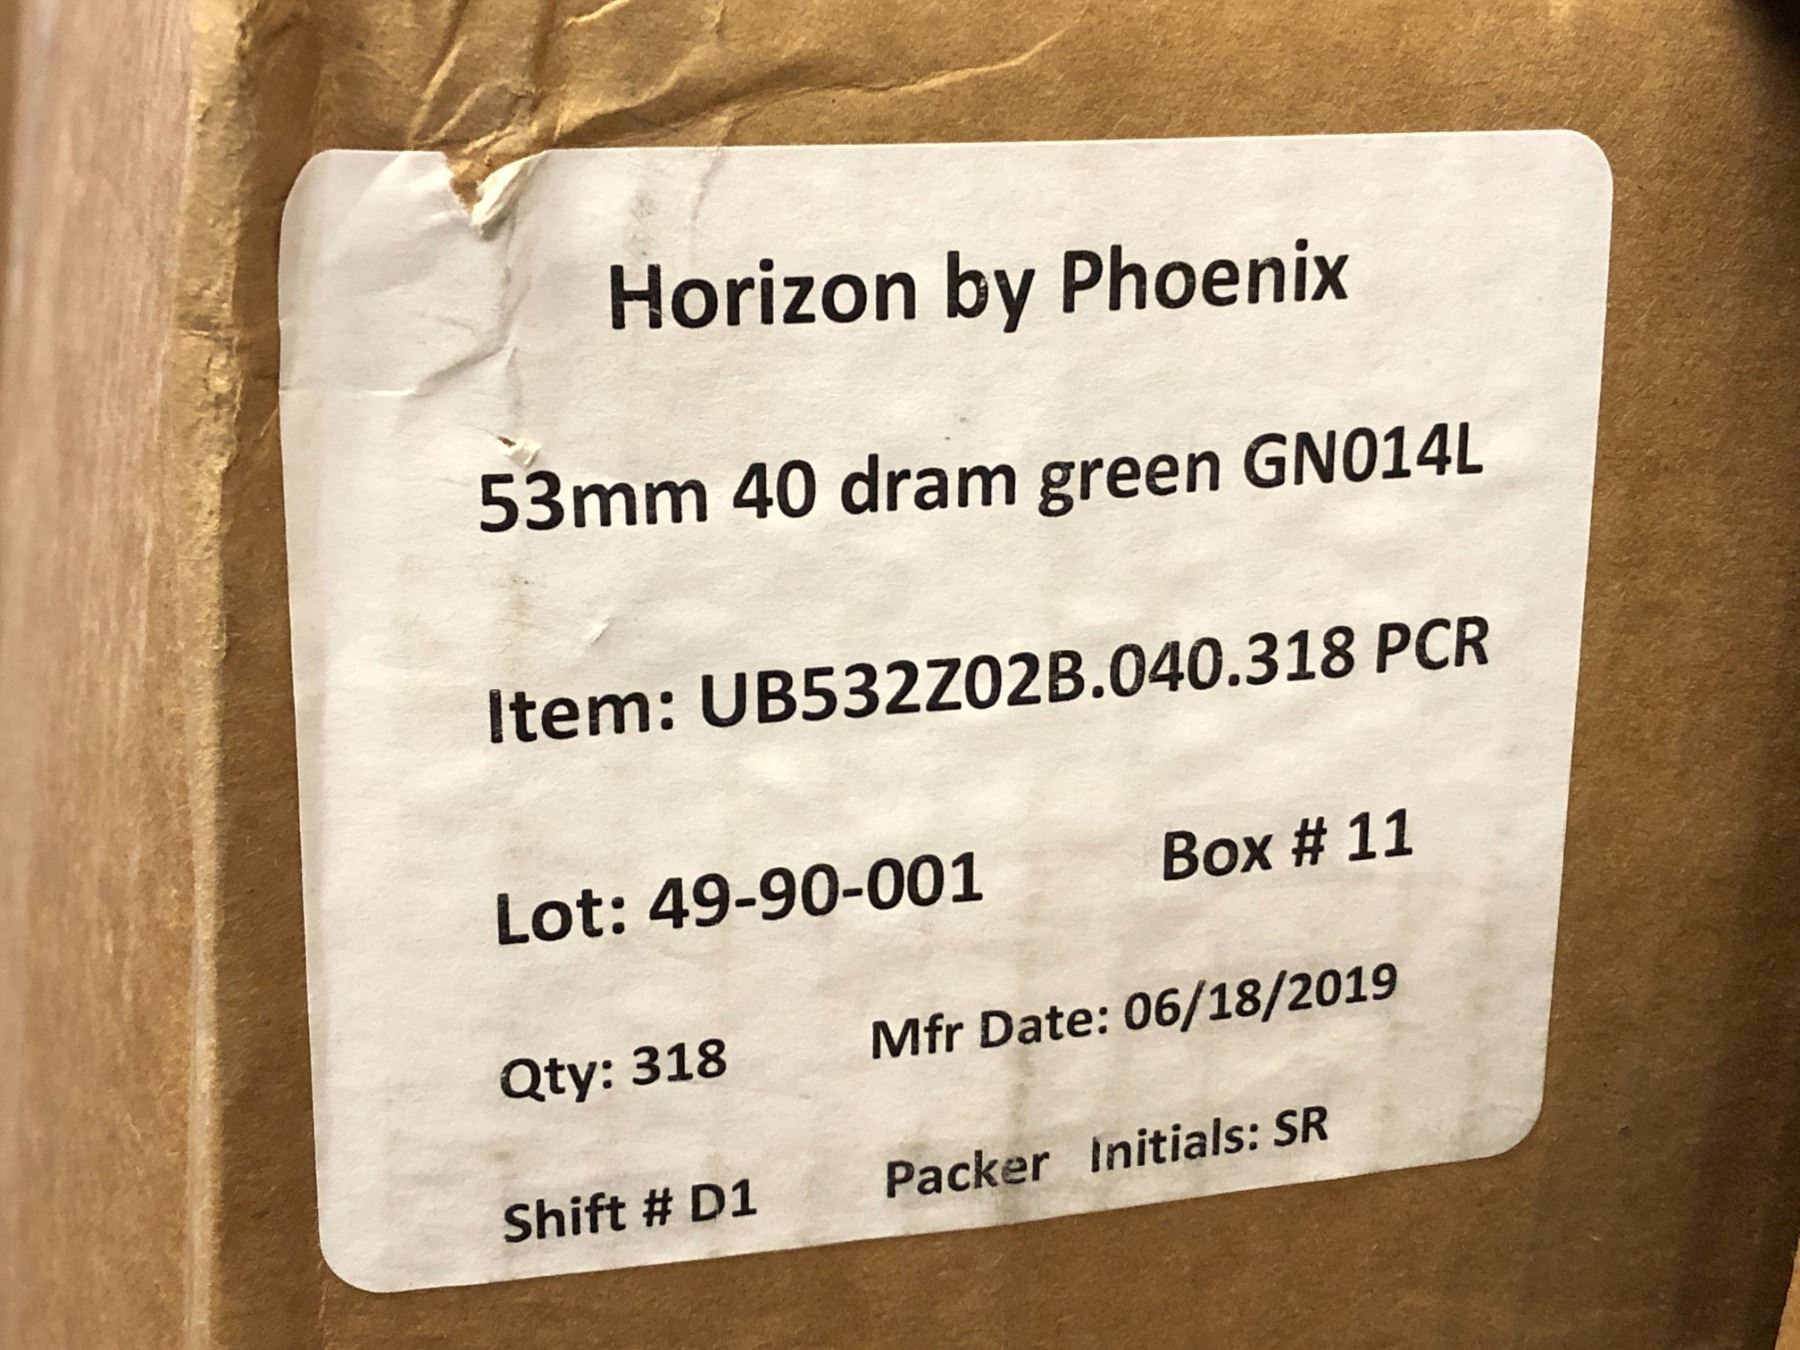 Horizon by Phoenix
53mm 40 dram green GN014L
Item: UB532Z02B.040.318 PCR
Lot: 49-90-001 Box # 11
Qty: 318 Mfr Date: 06/18/2019
Shift # D1 Packer Initials: SR